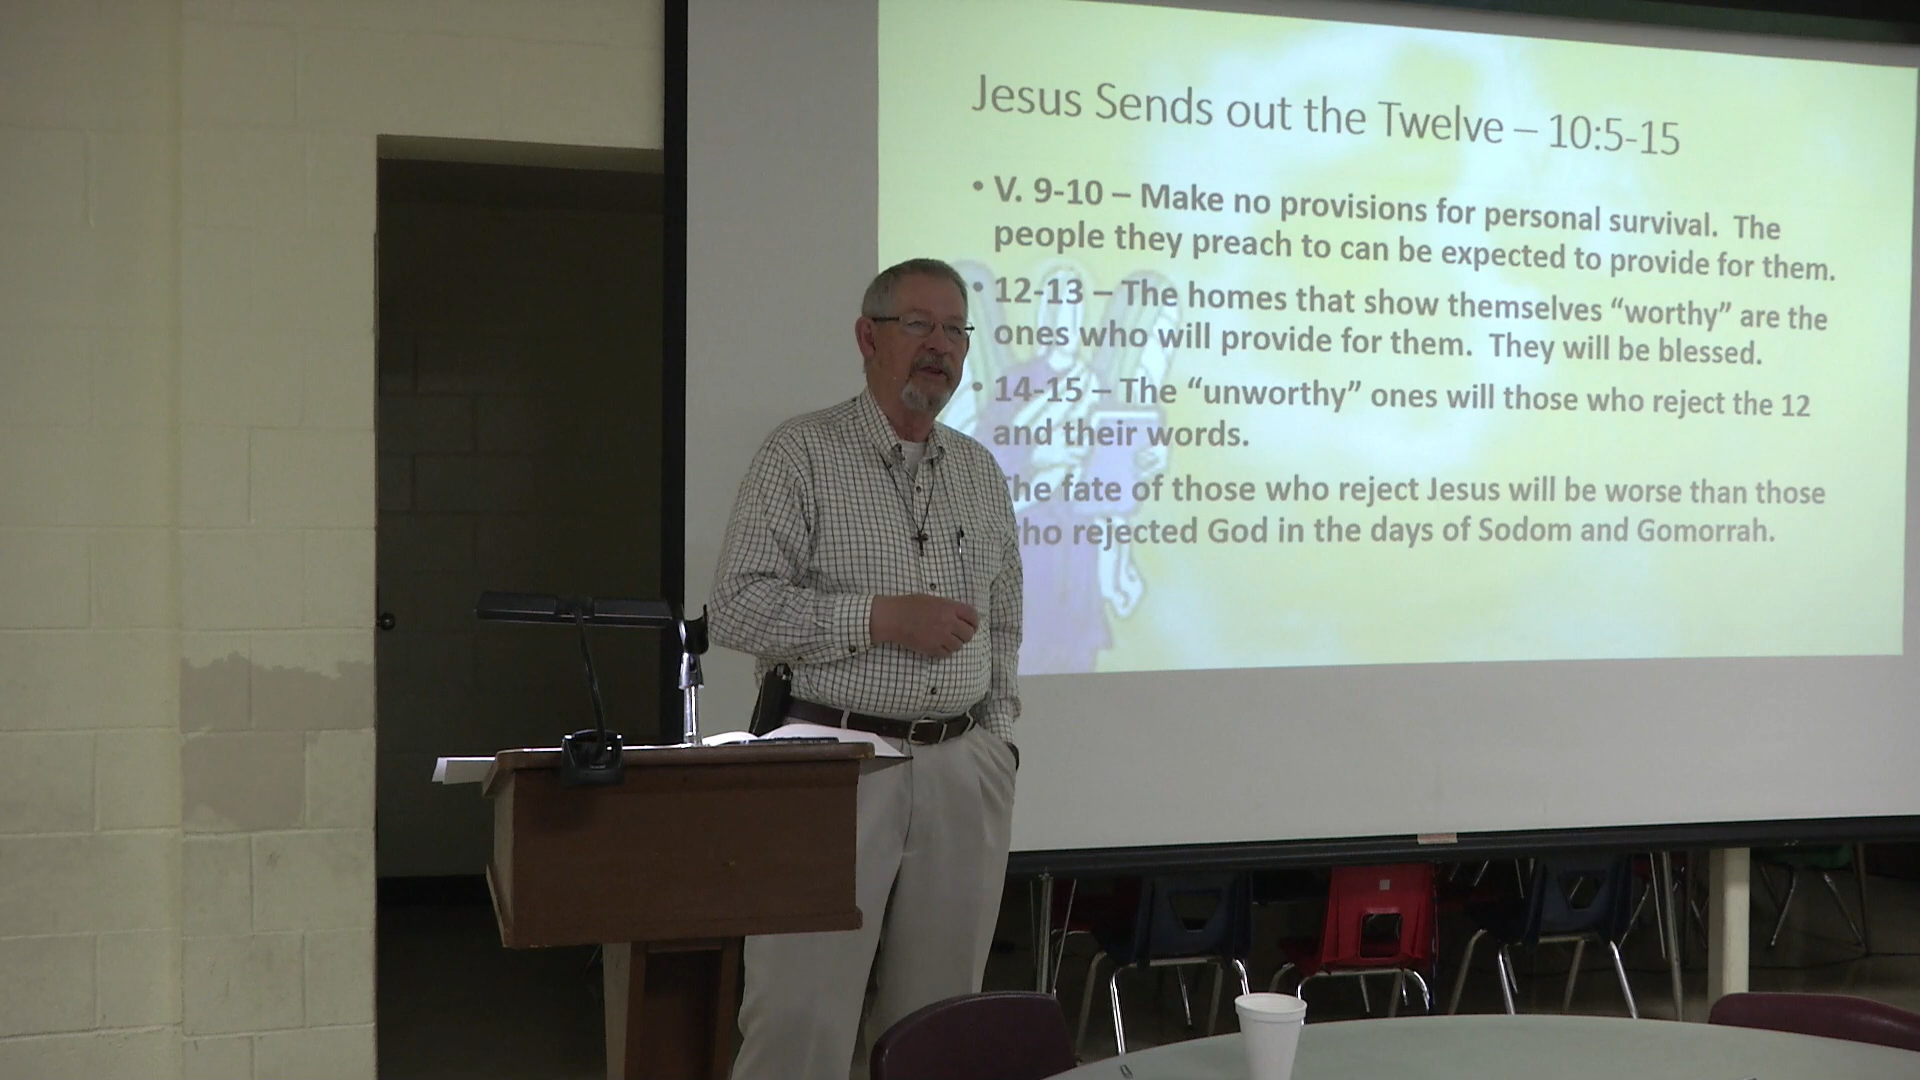 Jesus Sends out the Twelve – 10:5-15
• V. 9-10 – Make no provisions for personal survival. The
people they preach to can be expected to provide for them.
• 12-13 – The homes that show themselves “worthy” are the
ones who will provide for them. They will be blessed.
• 14-15 – The “unworthy” ones will those who reject the 12
and their words.
The fate of those who reject Jesus will be worse than those
who rejected God in the days of Sodom and Gomorrah.